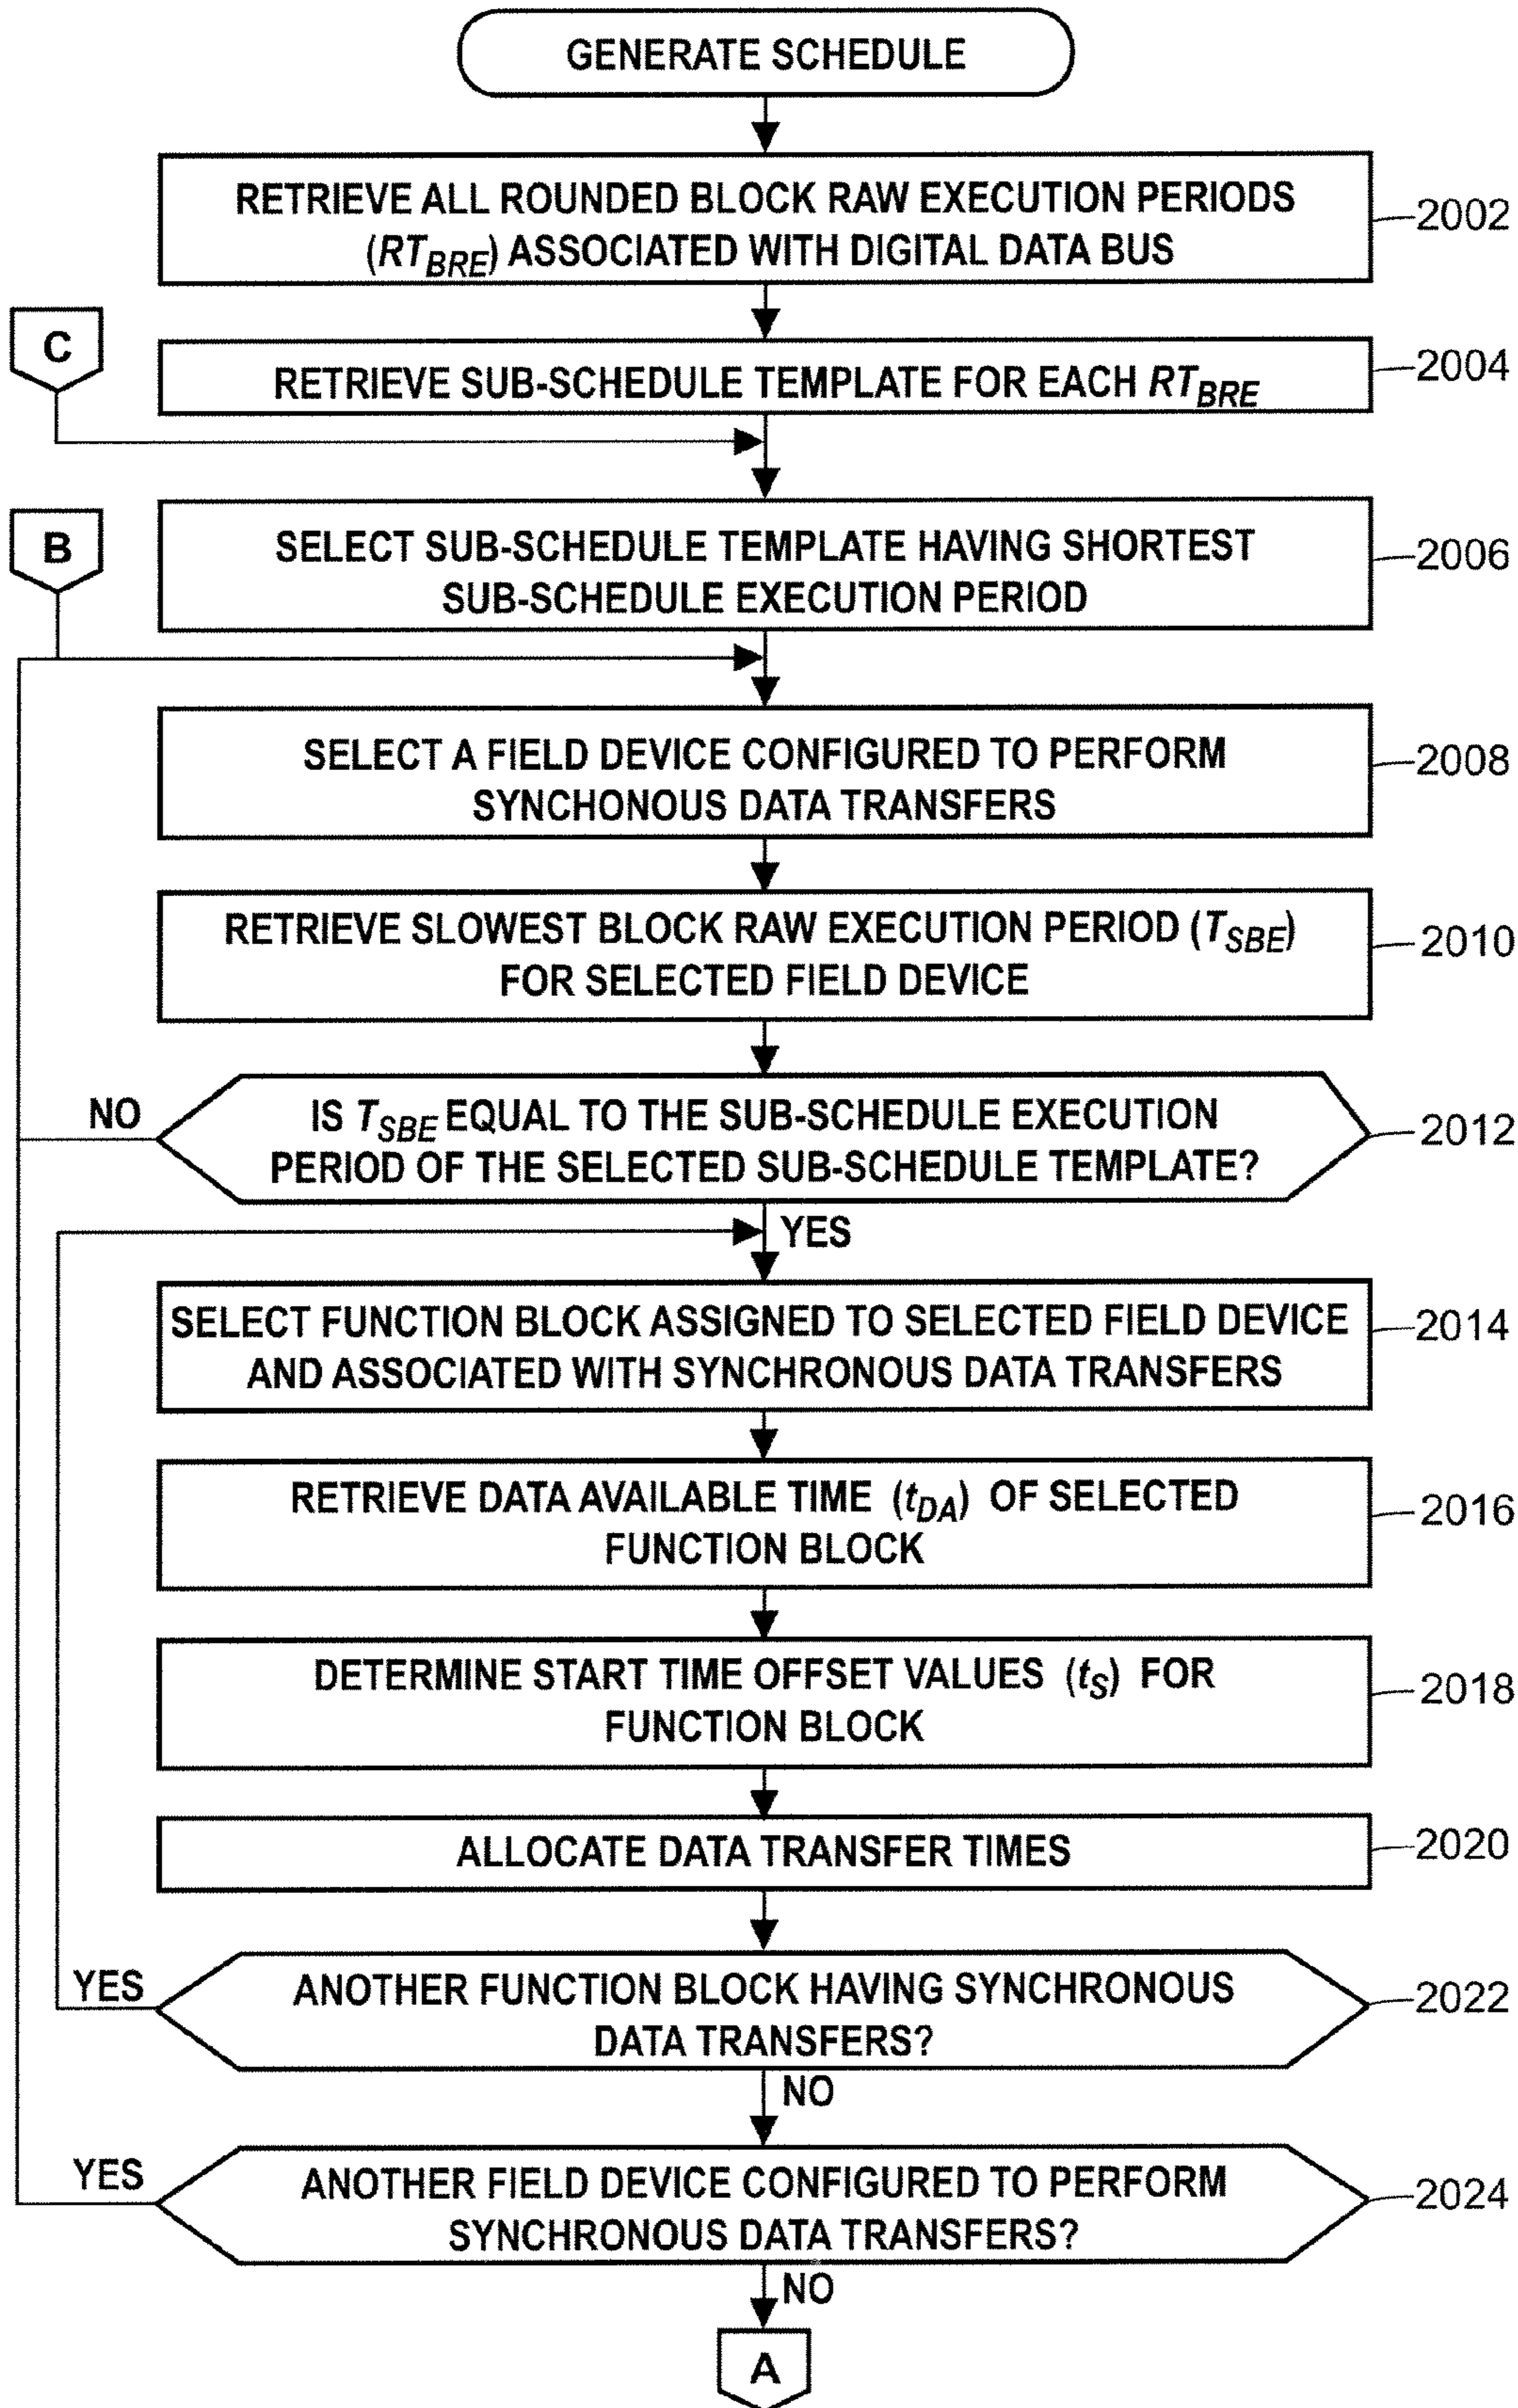 GENERATE SCHEDULE
RETRIEVE ALL ROUNDED BLOCK RAW EXECUTION PERIODS
(RT_BRE) ASSOCIATED WITH DIGITAL DATA BUS
2002
C
RETRIEVE SUB-SCHEDULE TEMPLATE FOR EACH RT_BRE
2004
B
SELECT SUB-SCHEDULE TEMPLATE HAVING SHORTEST
SUB-SCHEDULE EXECUTION PERIOD
2006
SELECT A FIELD DEVICE CONFIGURED TO PERFORM
SYNCHONOUS DATA TRANSFERS
2008
RETRIEVE SLOWEST BLOCK RAW EXECUTION PERIOD (T_SBE)
FOR SELECTED FIELD DEVICE
2010
NO
IS T_SBE EQUAL TO THE SUB-SCHEDULE EXECUTION
PERIOD OF THE SELECTED SUB-SCHEDULE TEMPLATE?
2012
YES
SELECT FUNCTION BLOCK ASSIGNED TO SELECTED FIELD DEVICE
AND ASSOCIATED WITH SYNCHRONOUS DATA TRANSFERS
2014
RETRIEVE DATA AVAILABLE TIME (t_DA) OF SELECTED
FUNCTION BLOCK
2016
DETERMINE START TIME OFFSET VALUES (t_S) FOR
FUNCTION BLOCK
2018
ALLOCATE DATA TRANSFER TIMES
2020
YES
ANOTHER FUNCTION BLOCK HAVING SYNCHRONOUS
DATA TRANSFERS?
2022
NO
YES
ANOTHER FIELD DEVICE CONFIGURED TO PERFORM
SYNCHRONOUS DATA TRANSFERS?
2024
NO
A